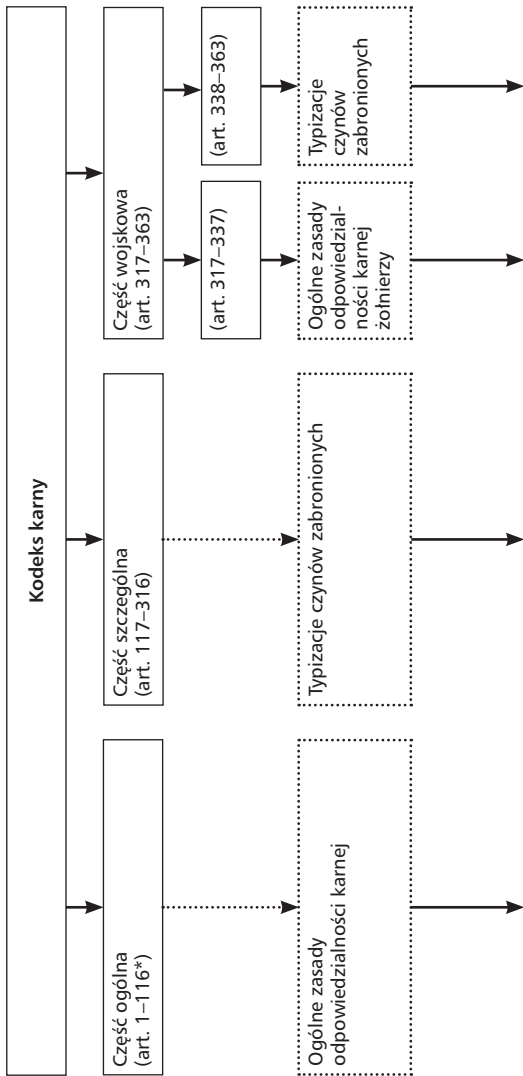 Kodeks karny
Część ogólna
(art. 1–116*)
Część szczególna
(art. 117–316)
Część wojskowa
(art. 317–363)
(art. 317–337)
(art. 338–363)
Ogólne zasady
odpowiedzialności karnej
Typizacje czynów zabronionych
Ogólne zasady
odpowiedzial-
ności karnej
żołnierzy
Typizacje
czynów
zabronionych